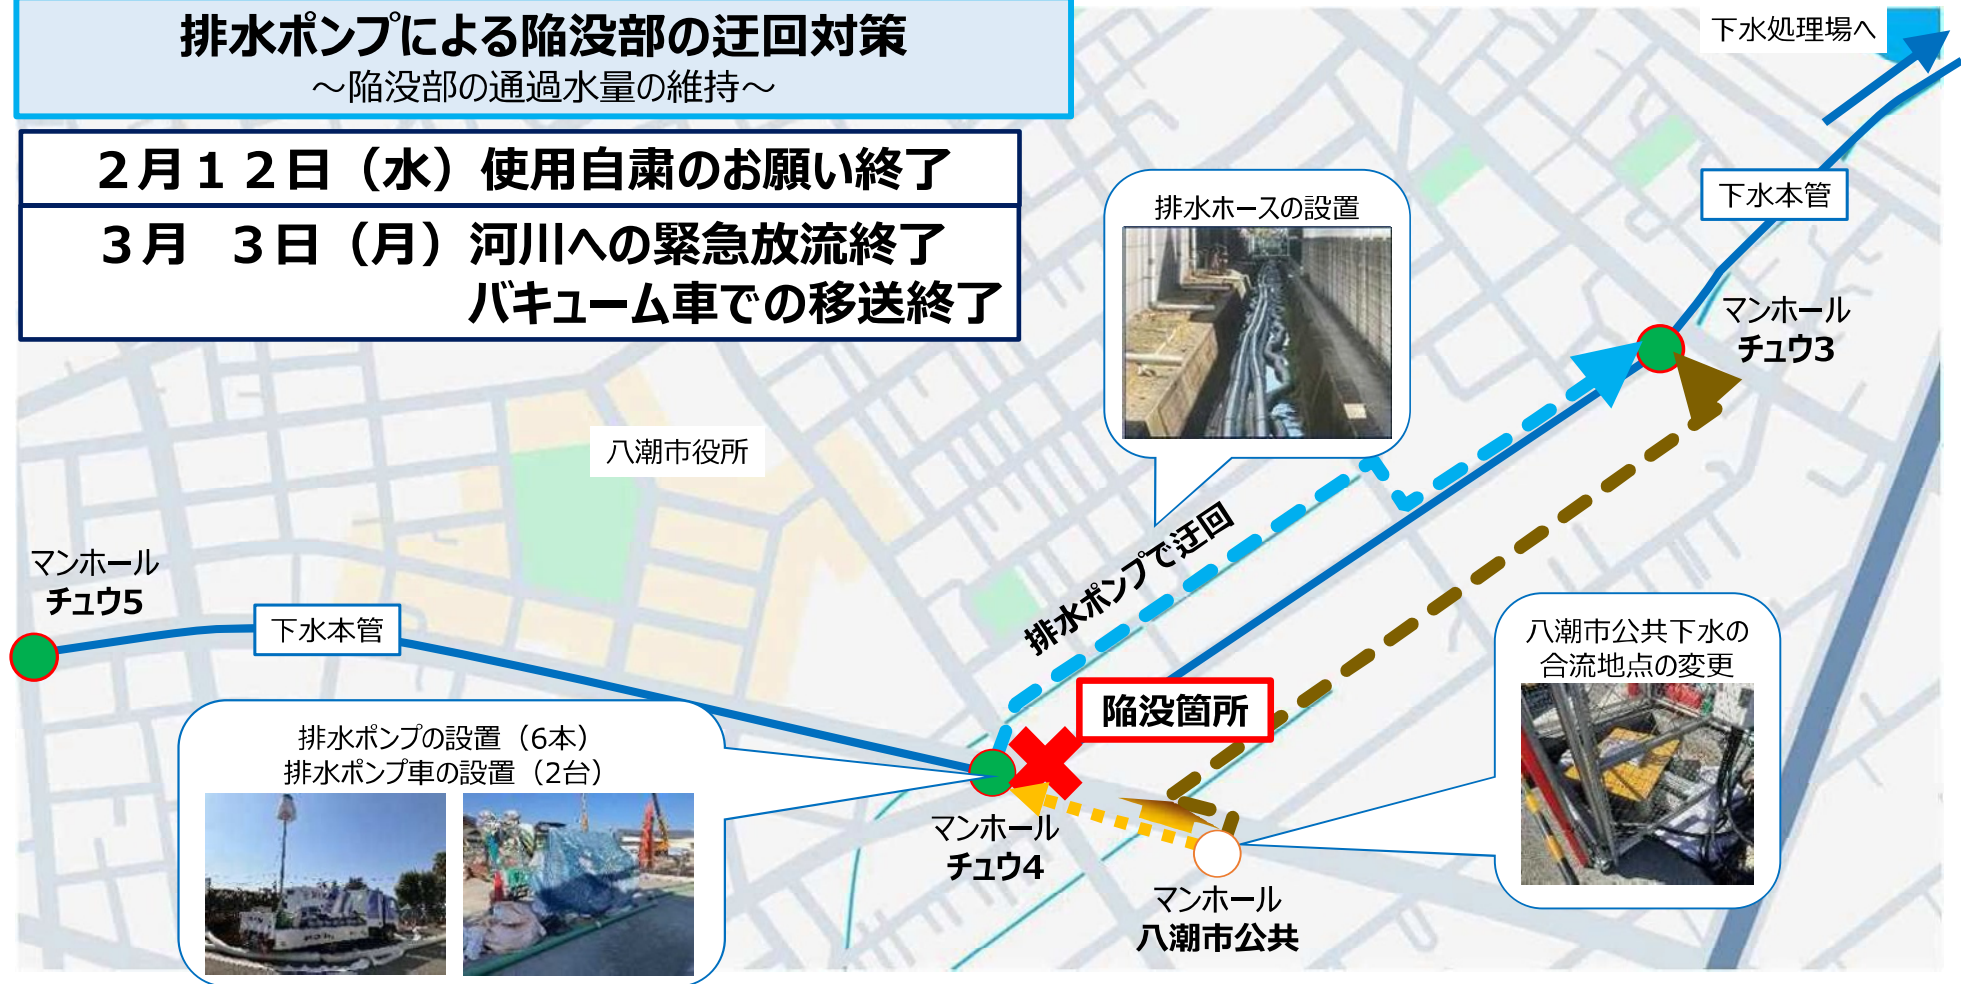 排水ポンプによる陥没部の迂回対策
～陥没部の通過水量の維持～
２月１２日（水）使用自粛のお願い終了
３月　３日（月）河川への緊急放流終了
バキューム車での移送終了
下水処理場へ
下水本管
排水ホースの設置
マンホール
チュウ3
八潮市役所
マンホール
チュウ5
下水本管
排水ポンプで迂回
八潮市公共下水の
合流地点の変更
陥没箇所
排水ポンプの設置（6本）
排水ポンプ車の設置（2台）
マンホール
チュウ4
マンホール
八潮市公共